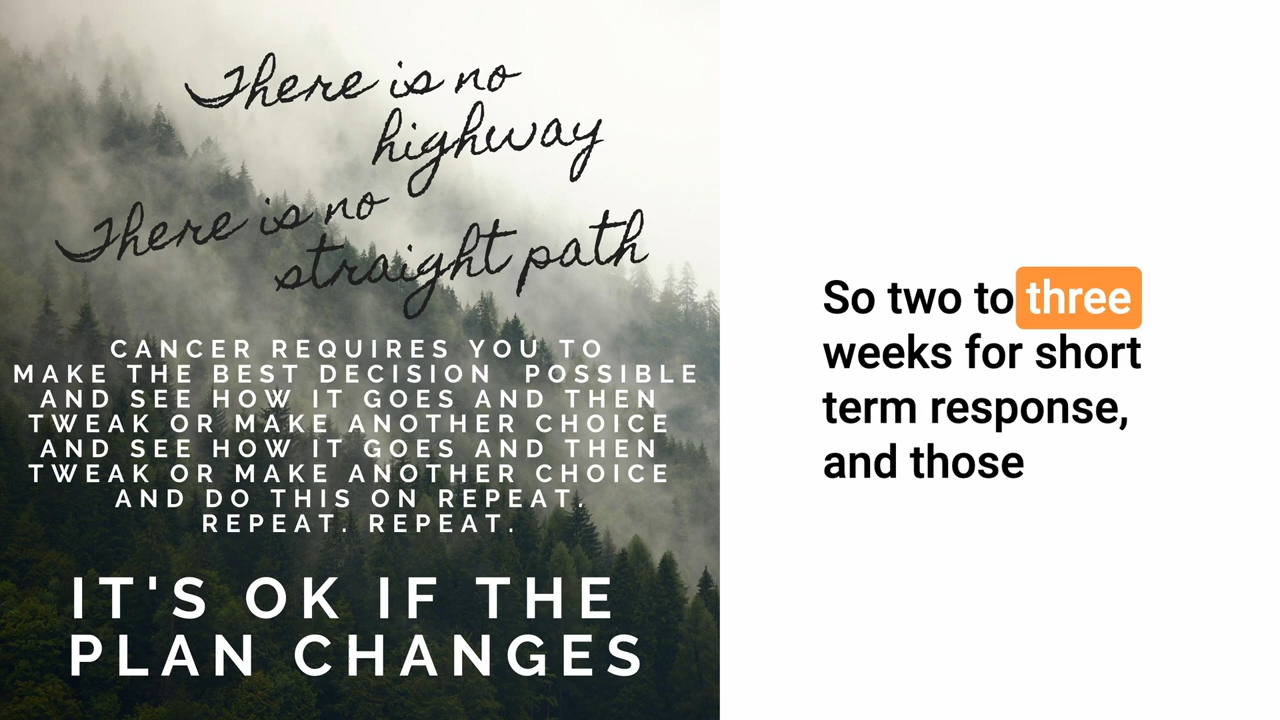 There is no
highway
There is no
straight path
CANCER REQUIRES YOU TO
MAKE THE BEST DECISION POSSIBLE
AND SEE HOW IT GOES AND THEN
TWEAK OR MAKE ANOTHER CHOICE
AND SEE HOW IT GOES AND THEN
TWEAK OR MAKE ANOTHER CHOICE
AND DO THIS ON REPEAT.
REPEAT. REPEAT.
IT'S OK IF THE
PLAN CHANGES
So two to three
weeks for short
term response,
and those